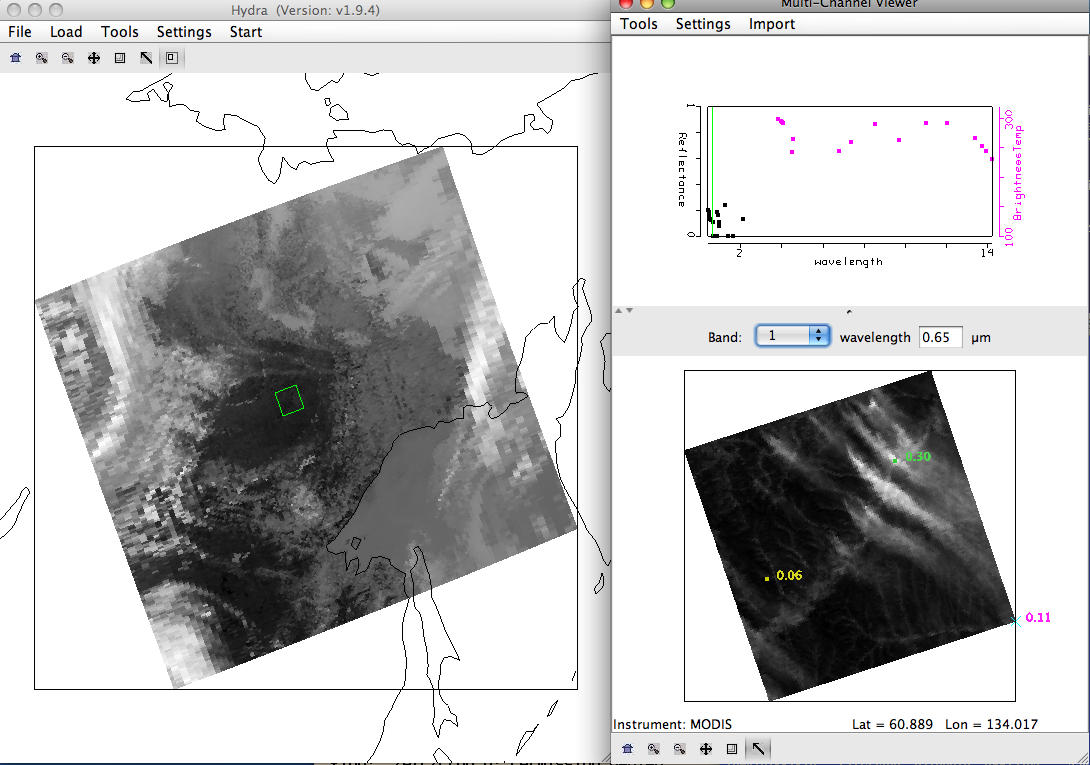 Hydra (Version: v1.9.4)
File Load Tools Settings Start
Multi-Channel Viewer
Tools Settings Import
1
Reflectance
0
300
BrightnessTemp
100
2
14
wavelength
Band: 1 wavelength 0.65 µm
0.30
0.06
0.11
Instrument: MODIS Lat = 60.889 Lon = 134.017